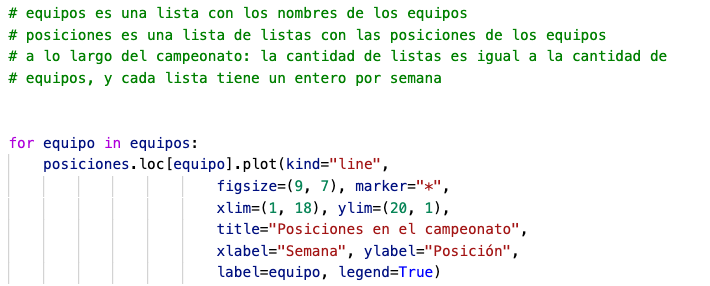 # equipos es una lista con los nombres de los equipos
# posiciones es una lista de listas con las posiciones de los equipos
# a lo largo del campeonato: la cantidad de listas es igual a la cantidad de
# equipos, y cada lista tiene un entero por semana
for equipo in equipos:
    posiciones.loc[equipo].plot(kind="line",
                        figsize=(9, 7), marker="*",
                        xlim=(1, 18), ylim=(20, 1),
                        title="Posiciones en el campeonato",
                        xlabel="Semana", ylabel="Posición",
                        label=equipo, legend=True)